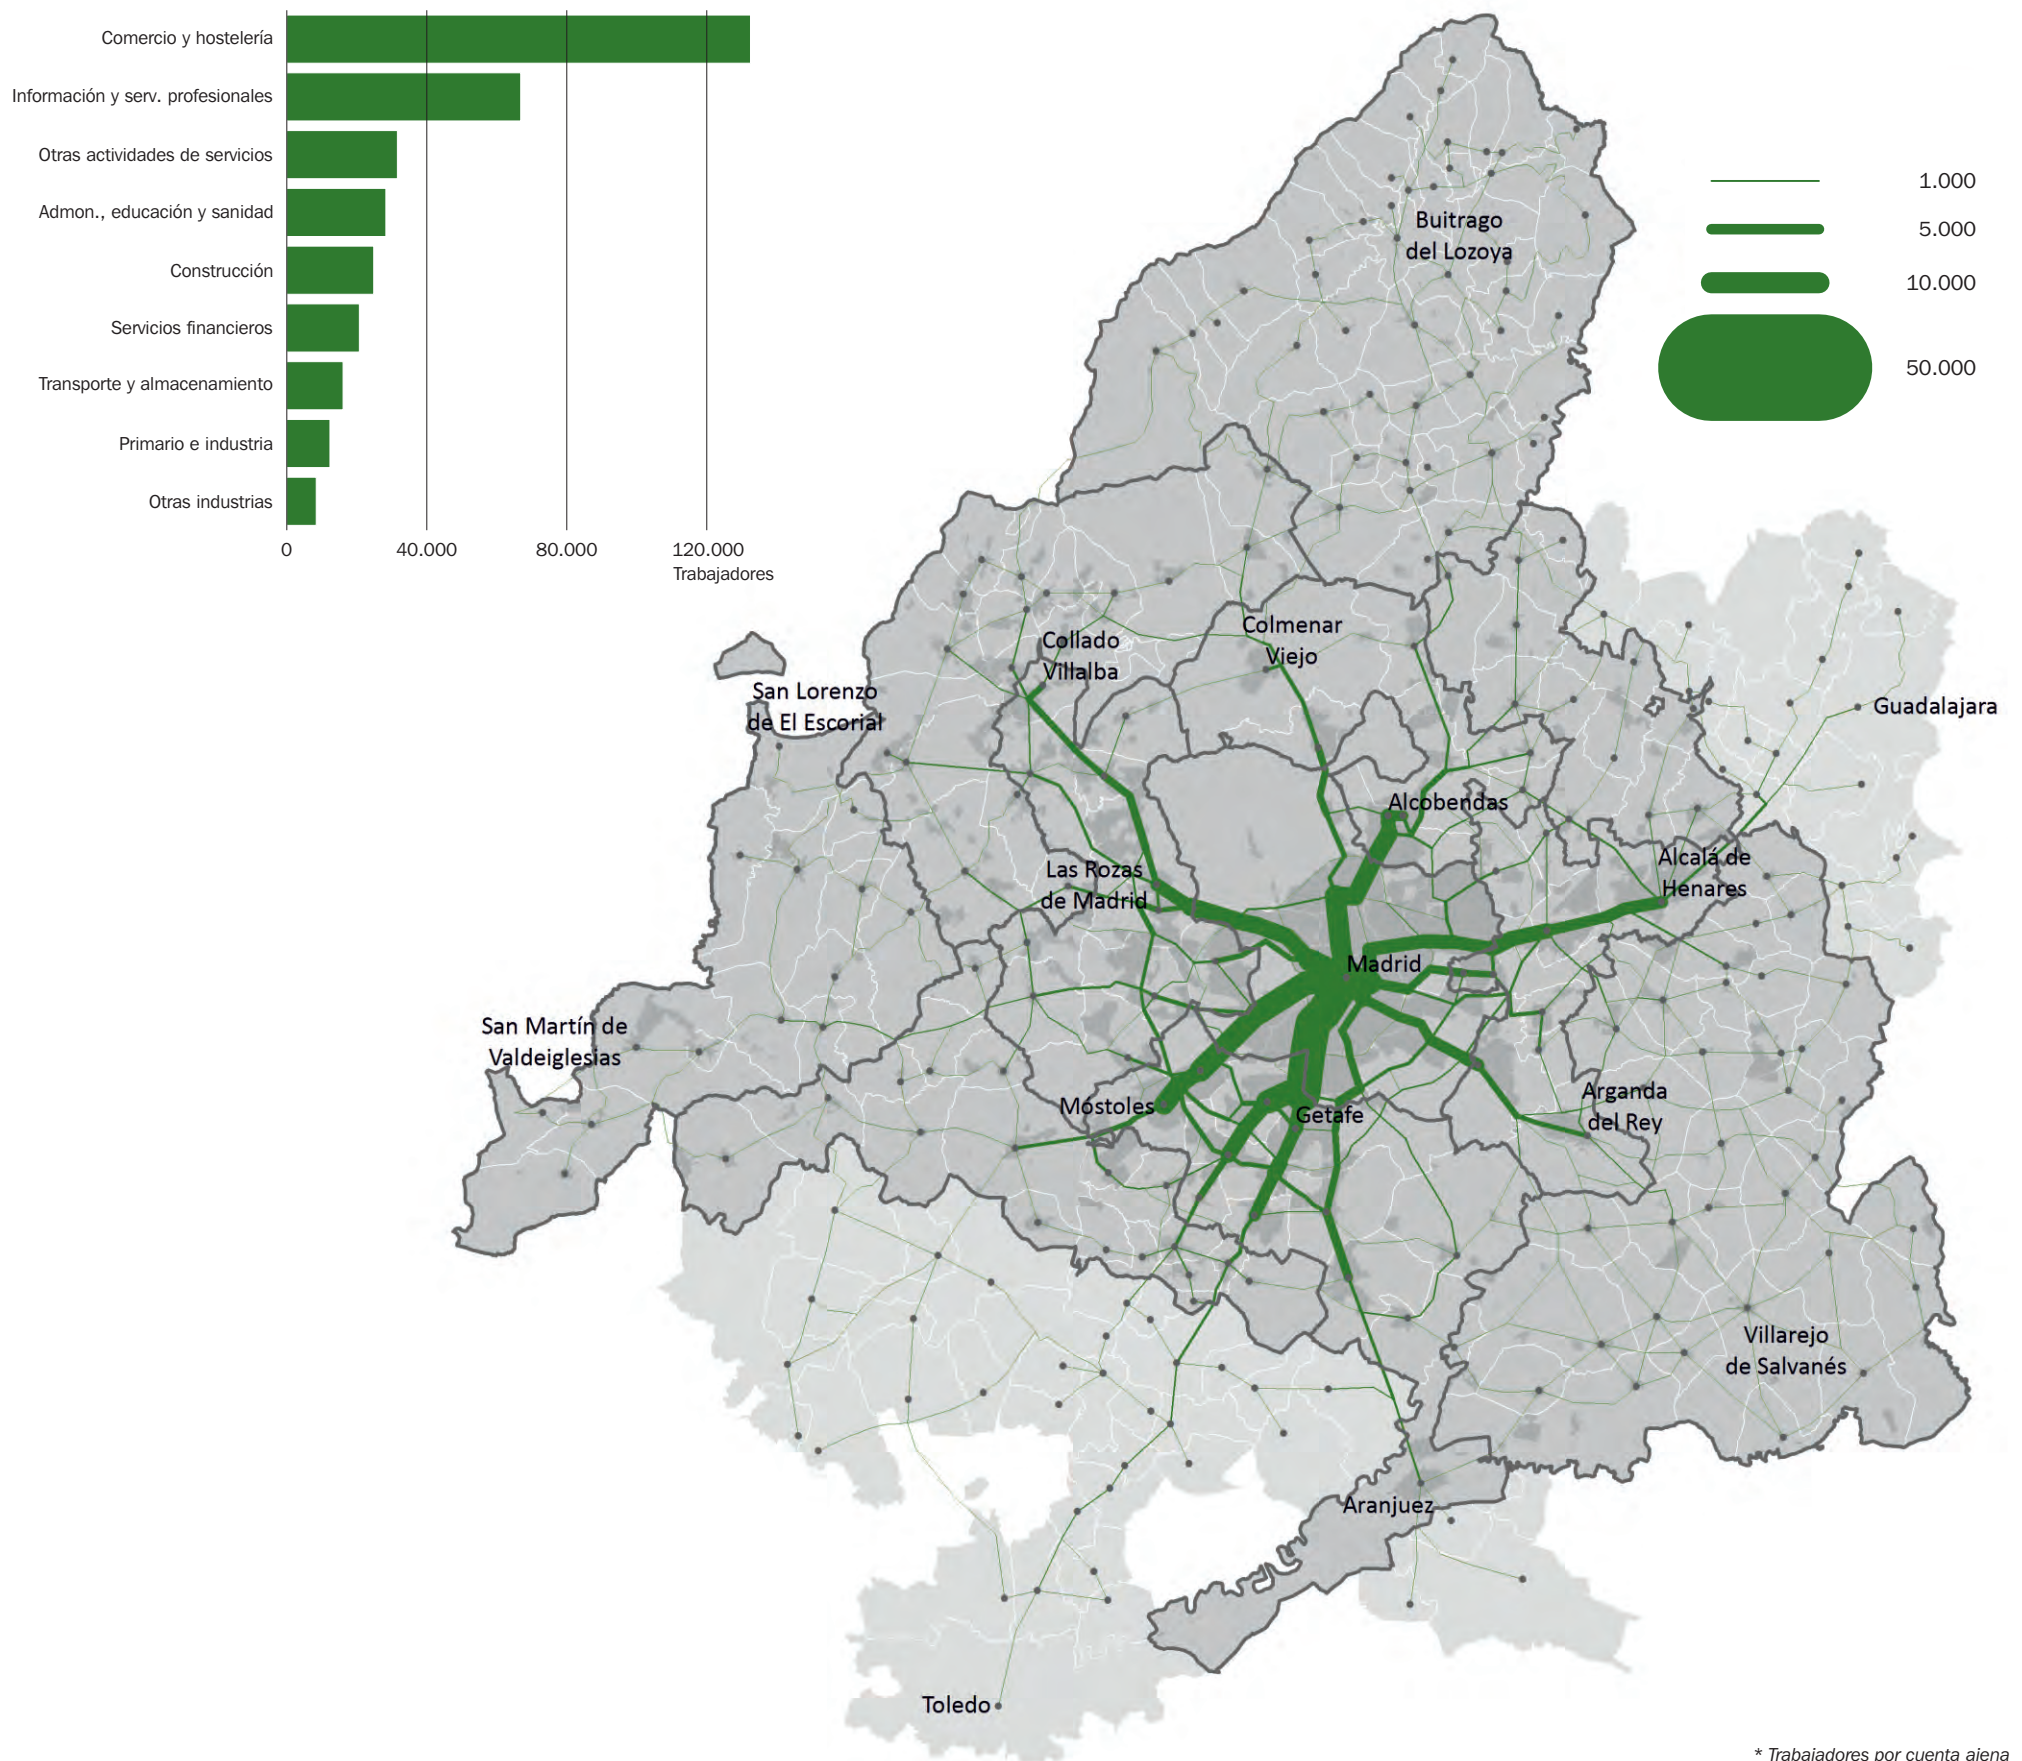 Comercio y hostelería
Información y serv. profesionales
Otras actividades de servicios
Admon., educación y sanidad
Construcción
Servicios financieros
Transporte y almacenamiento
Primario e industria
Otras industrias
0
40.000
80.000
120.000
Trabajadores
1.000
5.000
10.000
50.000
Buitrago
del Lozoya
Colmenar
Viejo
Collado
Villalba
San Lorenzo
de El Escorial
Guadalajara
Alcobendas
Alcalá de
Henares
Las Rozas
de Madrid
Madrid
San Martín de
Valdeiglesias
Móstoles
Getafe
Arganda
del Rey
Villarejo
de Salvanés
Aranjuez
Toledo
* Trabajadores por cuenta ajena